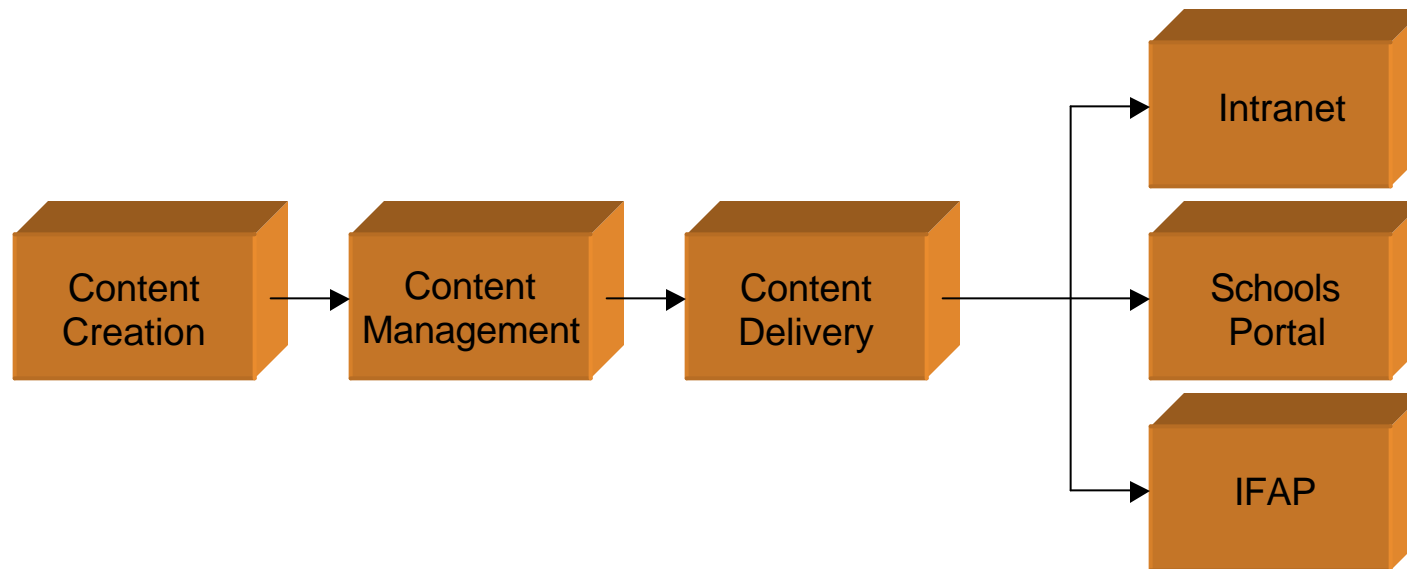 Content
Creation
Content
Management
Content
Delivery
Intranet
Schools
Portal
IFAP